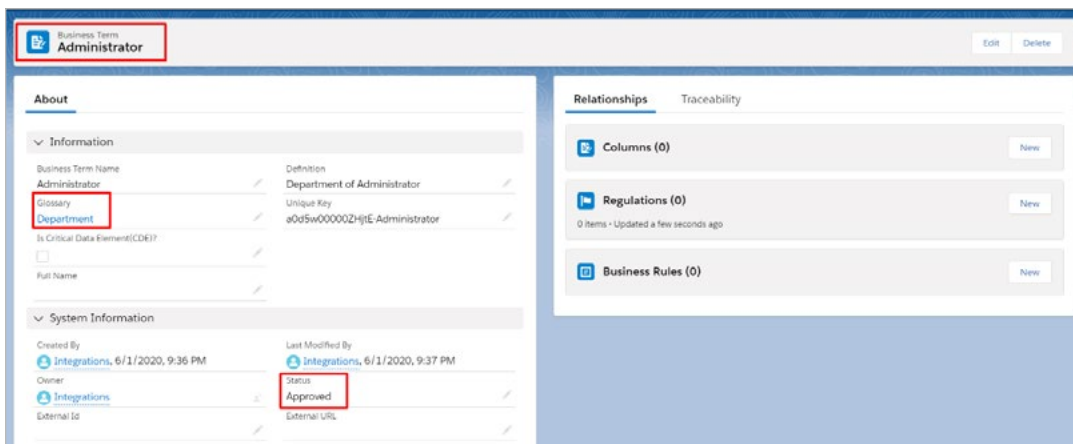 Business Term
Administrator
Edit
Delete
About
Information
Business Term Name
Administrator
Definition
Department of Administrator
Glossary
Department
Unique Key
a0d5w00000ZHjtE-Administrator
Is Critical Data Element(CDE)?
Full Name
System Information
Created By
Integrations, 6/1/2020, 9:36 PM
Last Modified By
Integrations, 6/1/2020, 9:37 PM
Owner
Integrations
Status
Approved
External Id
External URL
Relationships
Traceability
Columns (0)
New
Regulations (0)
New
0 items • Updated a few seconds ago
Business Rules (0)
New